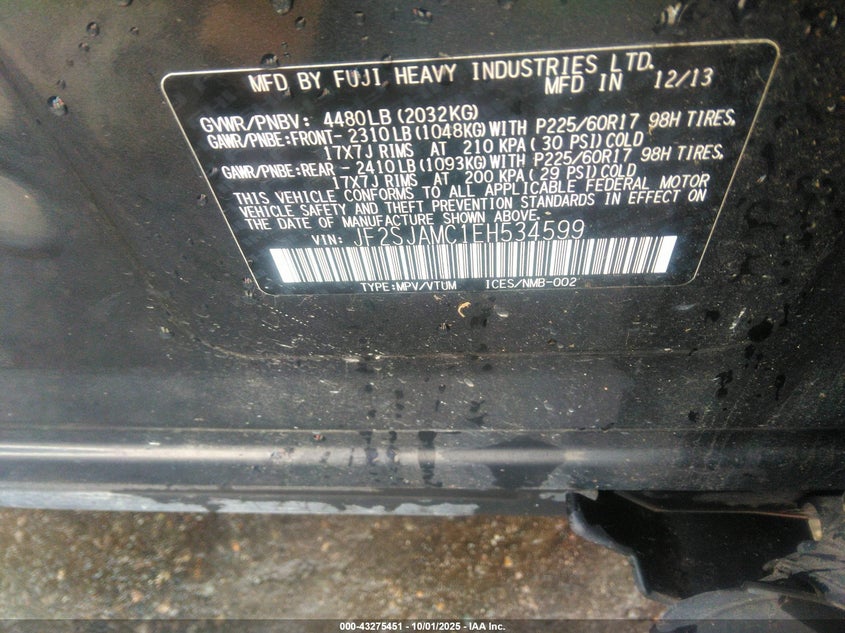 MFD BY FUJI HEAVY INDUSTRIES LTD.
MFD IN 12/13
GVWR/PNBV: 4480LB (2032KG)
GAWR/PNBE:FRONT- 2310LB (1048KG) WITH P225/60R17 98H TIRES,
17X7J RIMS AT 210 KPA ( 30 PSI) COLD
GAWR/PNBE:REAR - 2410LB (1093KG) WITH P225/60R17 98H TIRES,
17X7J RIMS AT 200 KPA ( 29 PSI) COLD
THIS VEHICLE CONFORMS TO ALL APPLICABLE FEDERAL MOTOR
VEHICLE SAFETY AND THEFT PREVENTION STANDARDS IN EFFECT ON
THE DATE OF MANUFACTURE SHOWN ABOVE.
VIN: JF2SJAMC1EH534599
TYPE:MPV/VTUM ICES/NMB-002
000-43275451 - 10/01/2025 - IAA Inc.